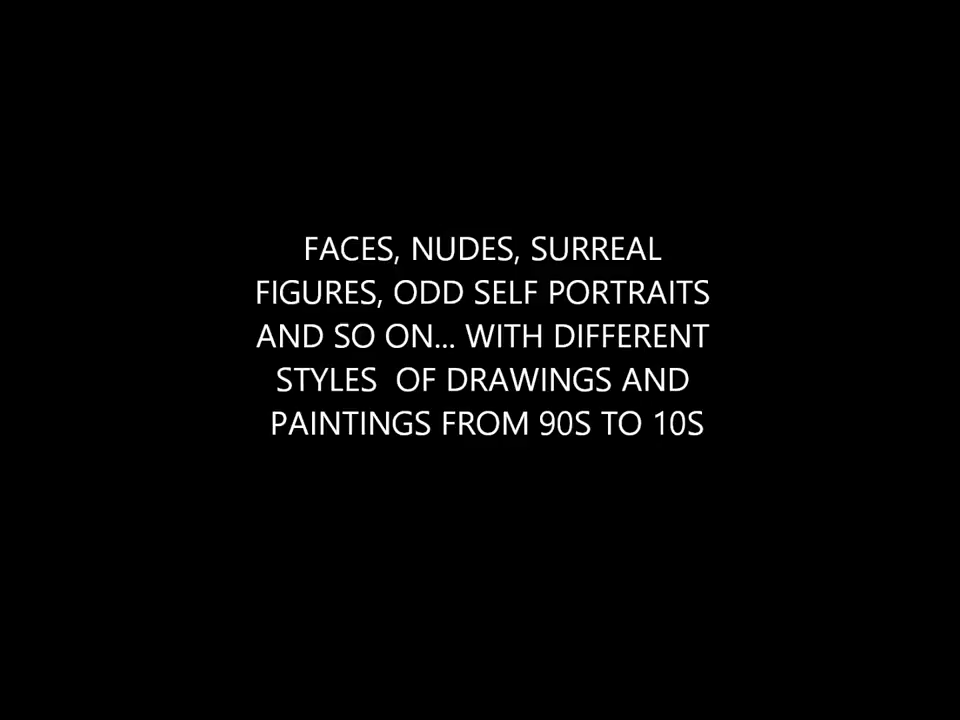 FACES, NUDES, SURREAL
FIGURES, ODD SELF PORTRAITS
AND SO ON... WITH DIFFERENT
STYLES  OF DRAWINGS AND
PAINTINGS FROM 90S TO 10S